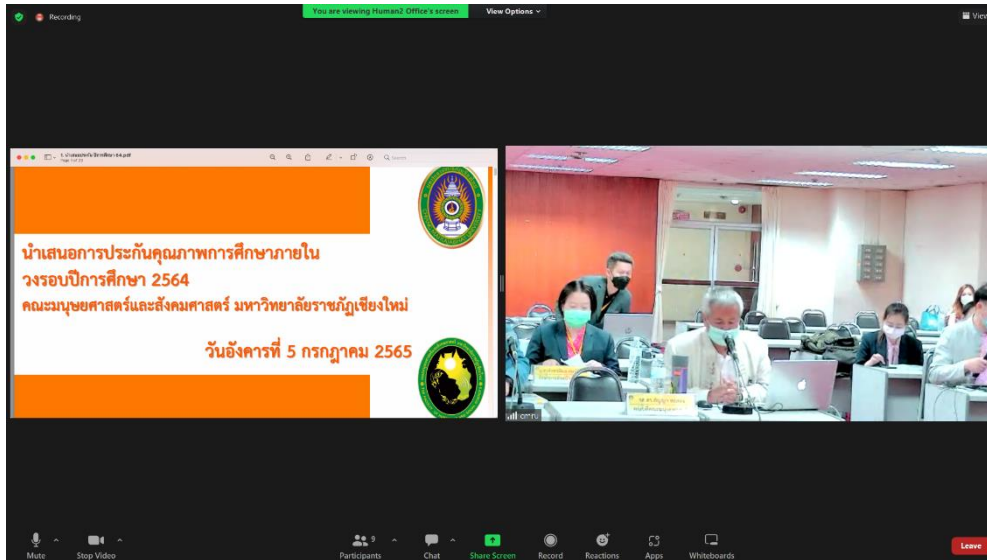 Recording
You are viewing Human2 Office's screen
View Options
View
Search
นำเสนอการประกันคุณภาพการศึกษาภายใน
วงรอบปีการศึกษา 2564
คณะมนุษยศาสตร์และสังคมศาสตร์ มหาวิทยาลัยราชภัฏเชียงใหม่
วันอังคารที่ 5 กรกฎาคม 2565
cmru
Mute
Stop Video
Participants
9
Chat
Share Screen
Record
Reactions
Apps
Whiteboards
Leave